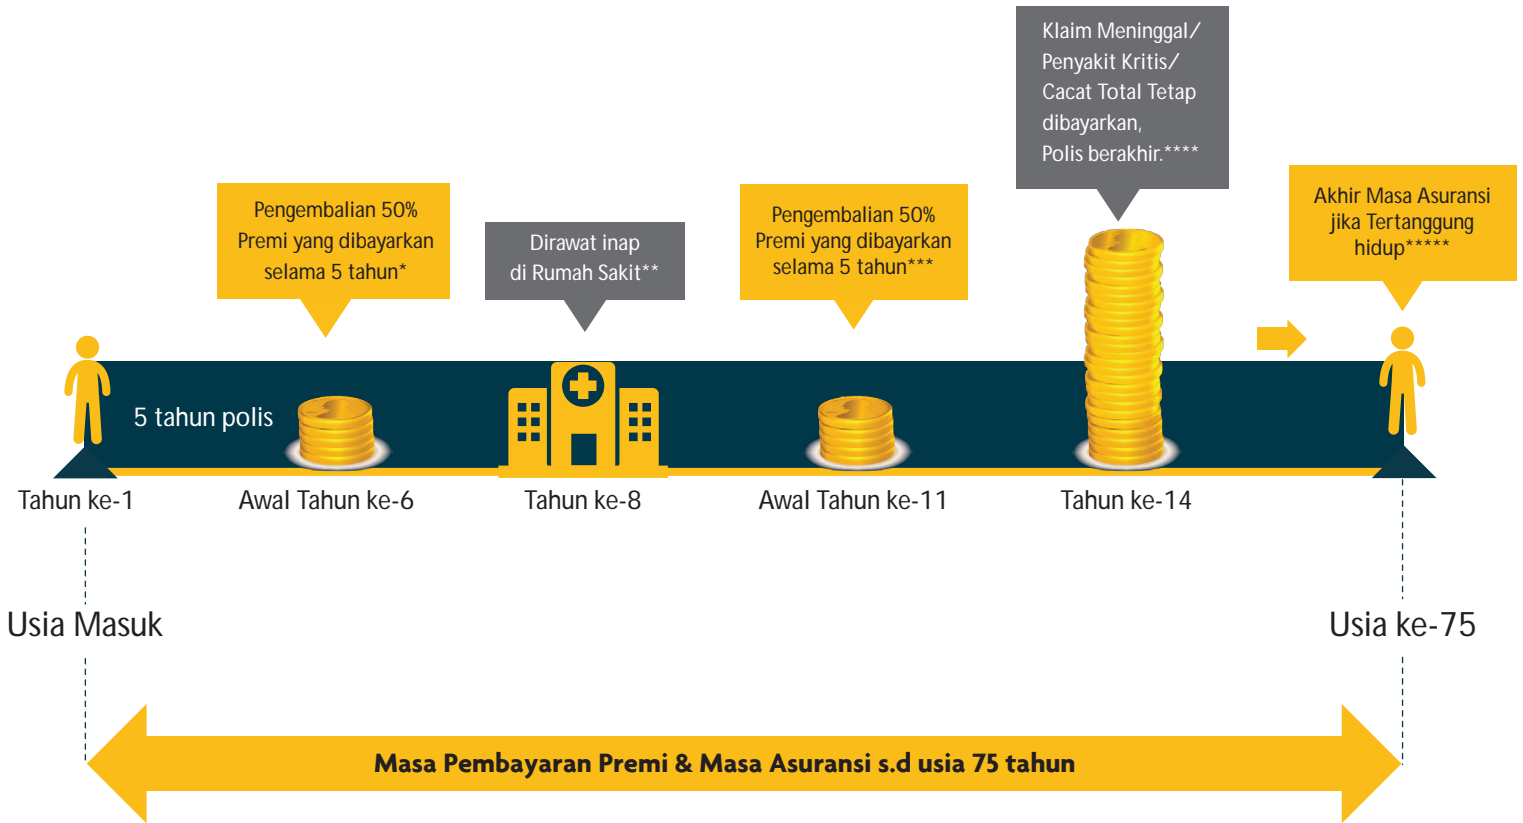 Klaim Meninggal/
Penyakit Kritis/
Cacat Total Tetap
dibayarkan,
Polis berakhir.****
Pengembalian 50%
Premi yang dibayarkan
selama 5 tahun*
Dirawat inap
di Rumah Sakit**
Pengembalian 50%
Premi yang dibayarkan
selama 5 tahun***
Akhir Masa Asuransi
jika Tertanggung
hidup*****
5 tahun polis
Tahun ke-1
Awal Tahun ke-6
Tahun ke-8
Awal Tahun ke-11
Tahun ke-14
Usia Masuk
Usia ke-75
Masa Pembayaran Premi & Masa Asuransi s.d usia 75 tahun